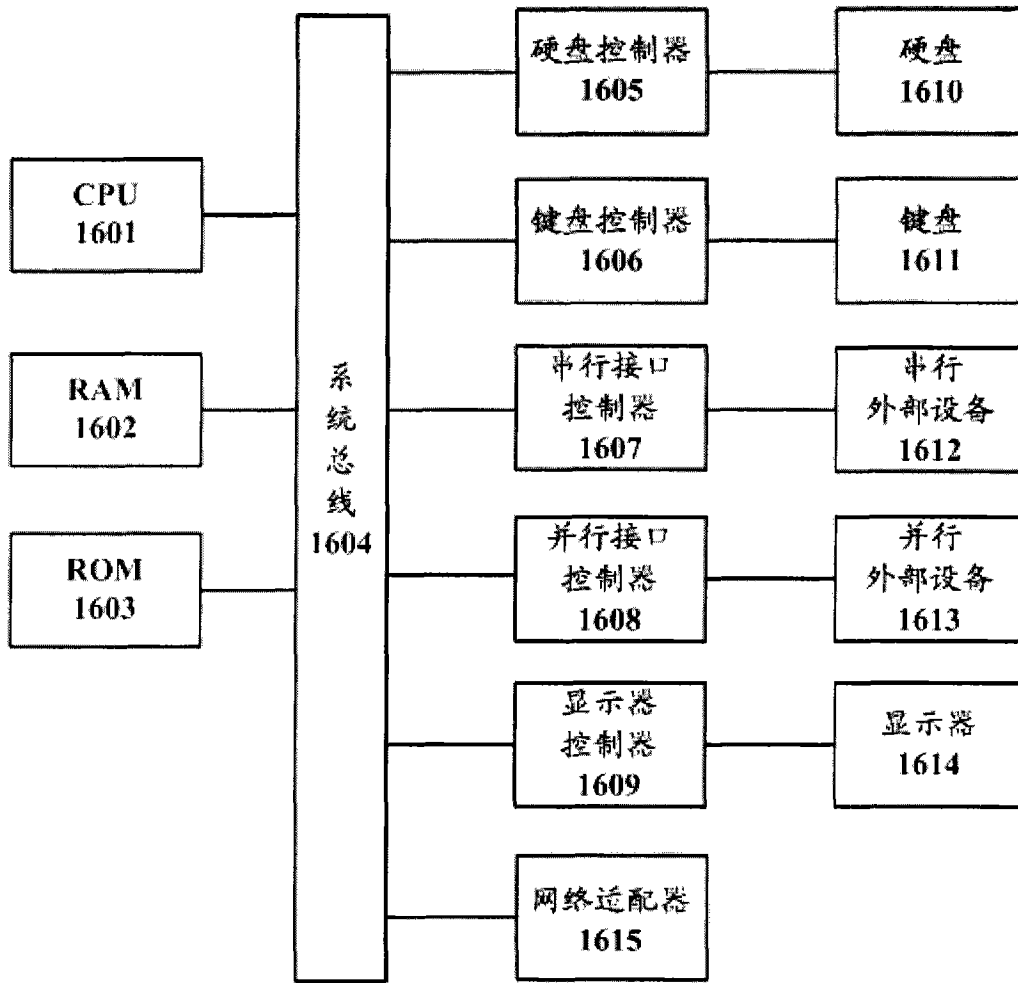 CPU
1601
RAM
1602
ROM
1603
系
统
总
线
1604
硬盘控制器
1605
硬盘
1610
键盘控制器
1606
键盘
1611
串行接口
控制器
1607
串行
外部设备
1612
并行接口
控制器
1608
并行
外部设备
1613
显示器
控制器
1609
显示器
1614
网络适配器
1615